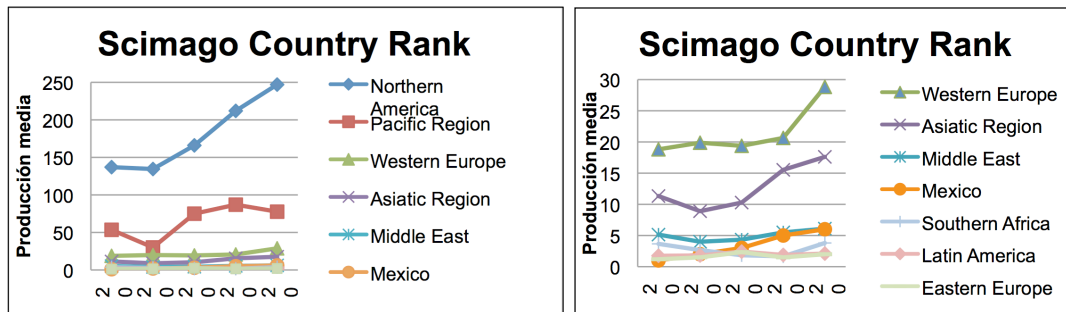 Scimago Country Rank
Producción media
250
200
150
100
50
0
2 0 2 0 2 0 2 0 2 0
Northern
America
Pacific Region
Western Europe
Asiatic Region
Middle East
Mexico
Scimago Country Rank
Producción media
30
25
20
15
10
5
0
2 0 2 0 2 0 2 0 2 0
Western Europe
Asiatic Region
Middle East
Mexico
Southern Africa
Latin America
Eastern Europe